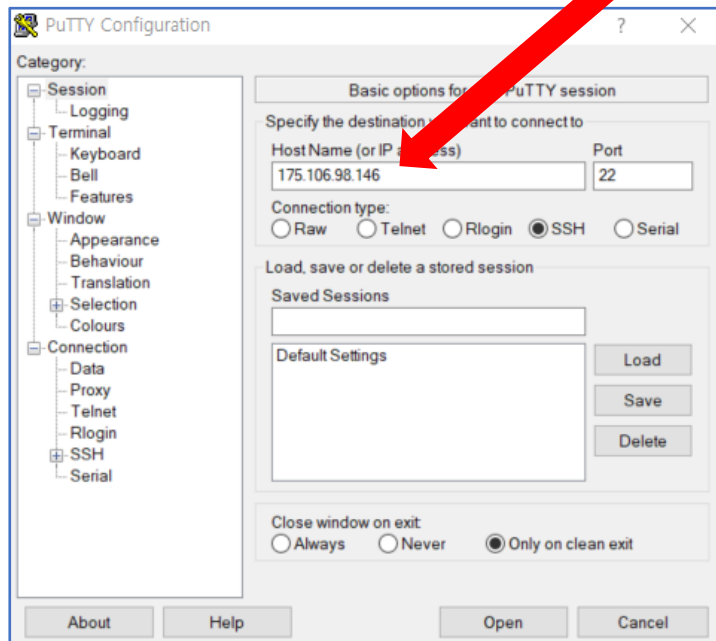 PuTTY Configuration ? ×
Category:
Session
Logging
Terminal
Keyboard
Bell
Features
Window
Appearance
Behaviour
Translation
Selection
Colours
Connection
Data
Proxy
Telnet
Rlogin
SSH
Serial
Basic options for PuTTY session
Specify the destination ant to connect to
Host Name (or IP a ess) Port
175.106.98.146 22
Connection type:
Raw Telnet Rlogin SSH Serial
Load, save or delete a stored session
Saved Sessions
Default Settings
Load
Save
Delete
Close window on exit:
Always Never Only on clean exit
About Help Open Cancel